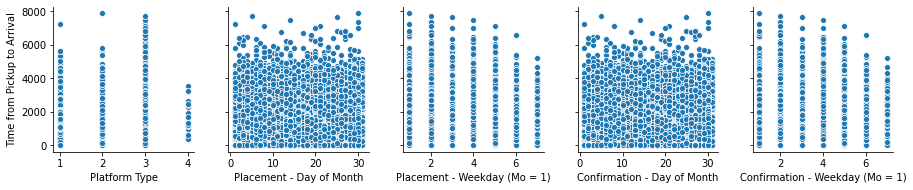 Time from Pickup to Arrival
8000
6000
4000
2000
0
1 2 3 4
Platform Type
0 10 20 30
Placement - Day of Month
2 4 6
Placement - Weekday (Mo = 1)
0 10 20 30
Confirmation - Day of Month
2 4 6
Confirmation - Weekday (Mo = 1)